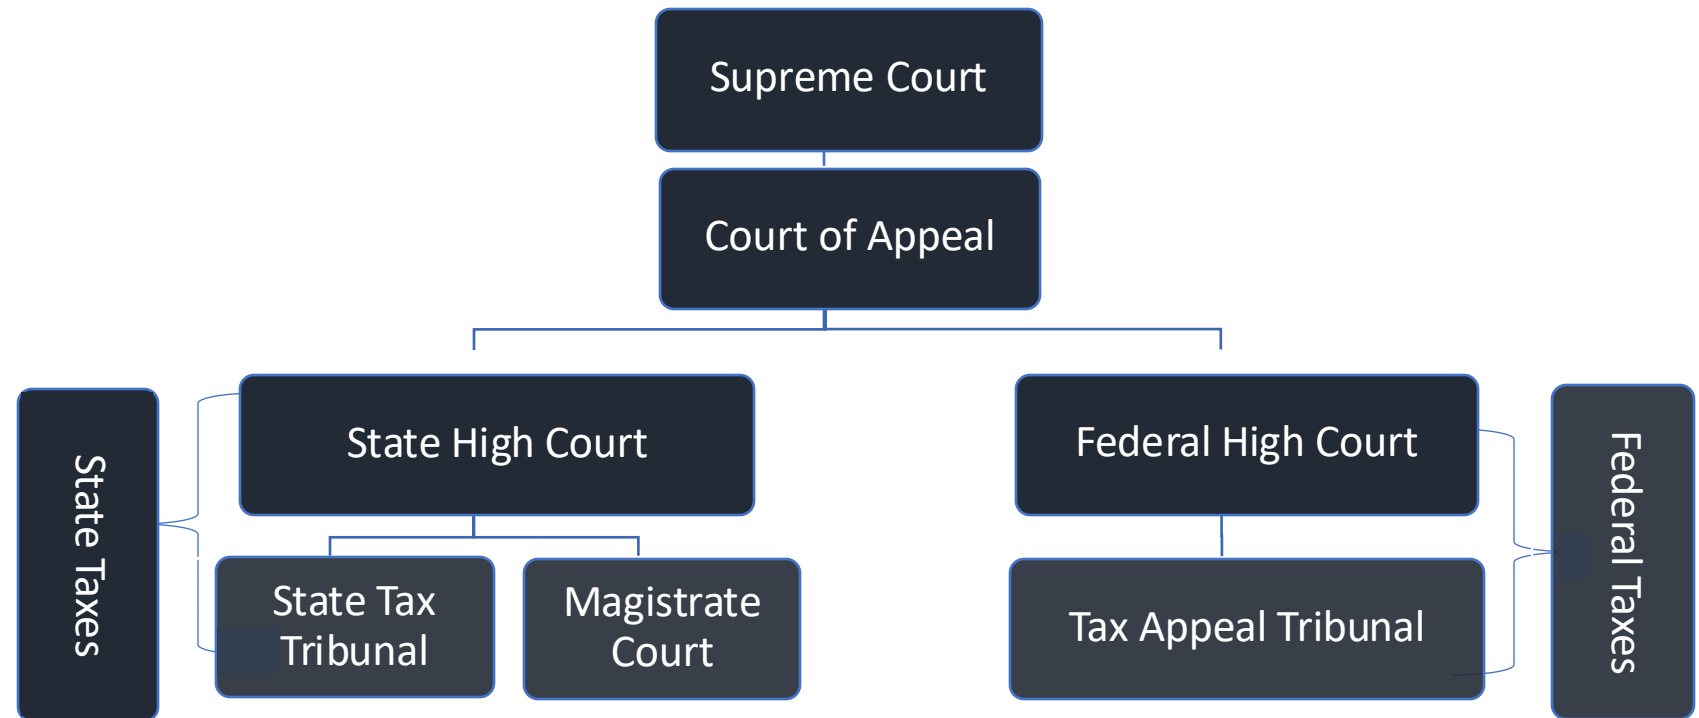 Supreme Court
Court of Appeal
State High Court
Federal High Court
State Taxes
State Tax
Tribunal
Magistrate
Court
Tax Appeal Tribunal
Federal Taxes